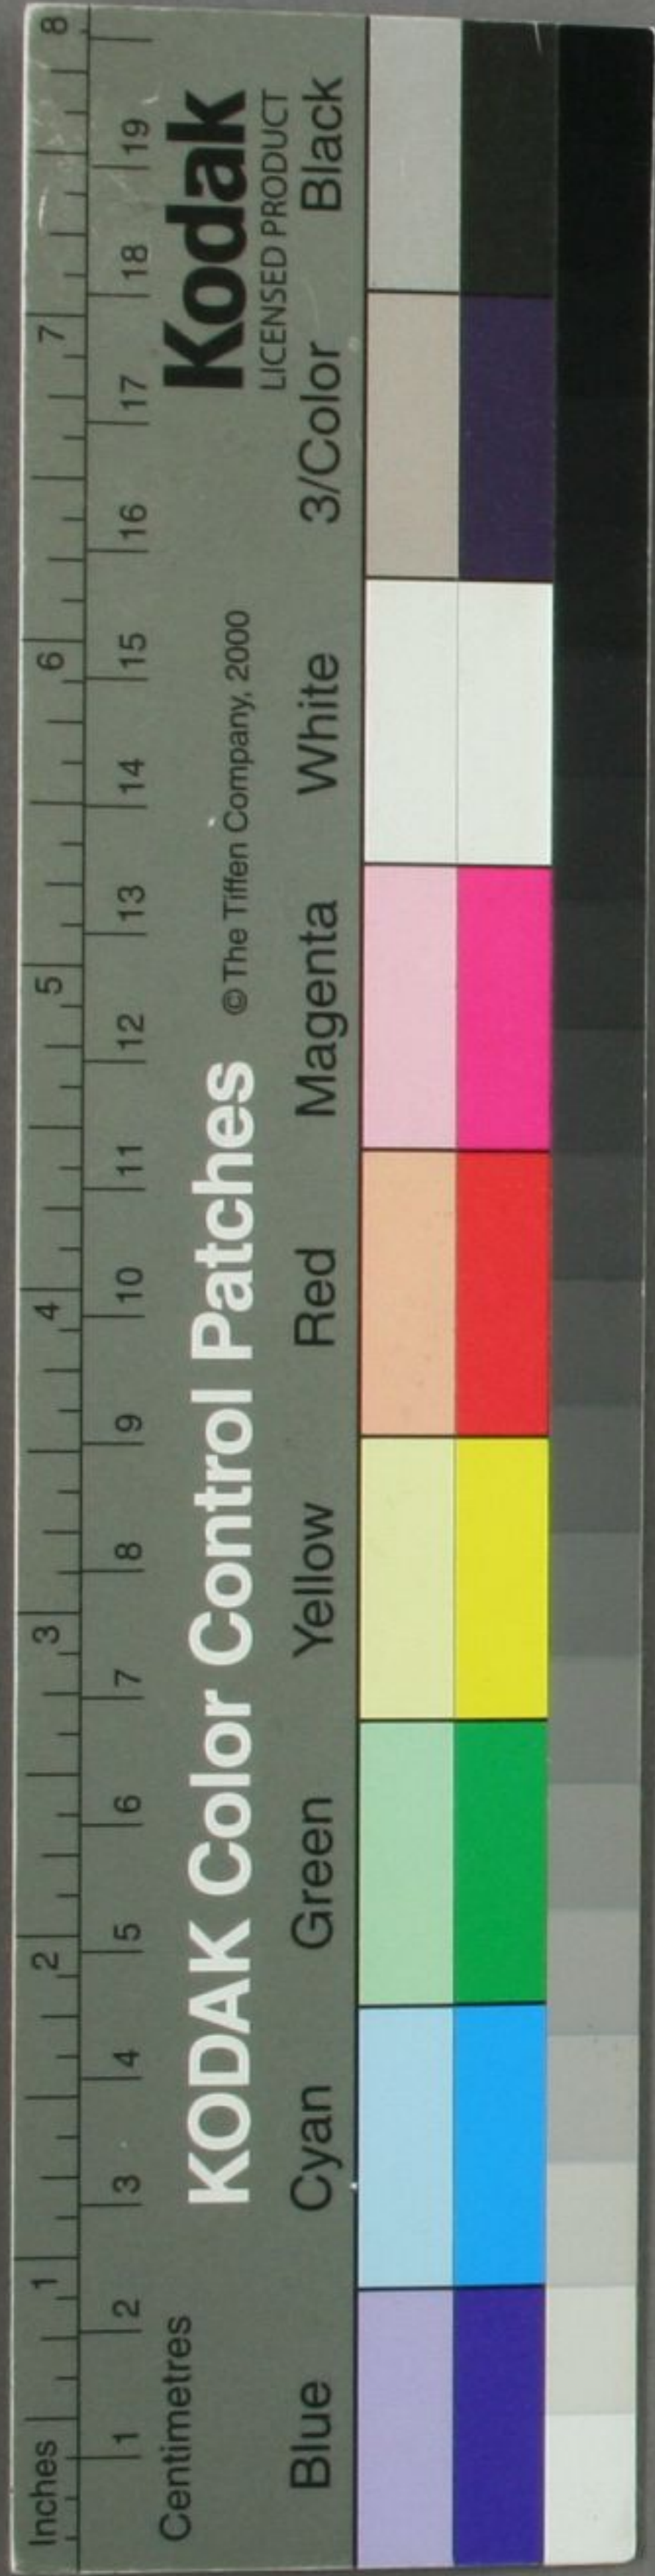 Inches 1 2 3 4 5 6 7 8
1 2 3 4 5 6 7 8 9 10 11 12 13 14 15 16 17 18 19
Centimetres
KODAK Color Control Patches © The Tiffen Company, 2000 Kodak
LICENSED PRODUCT
Blue Cyan Green Yellow Red Magenta White 3/Color Black